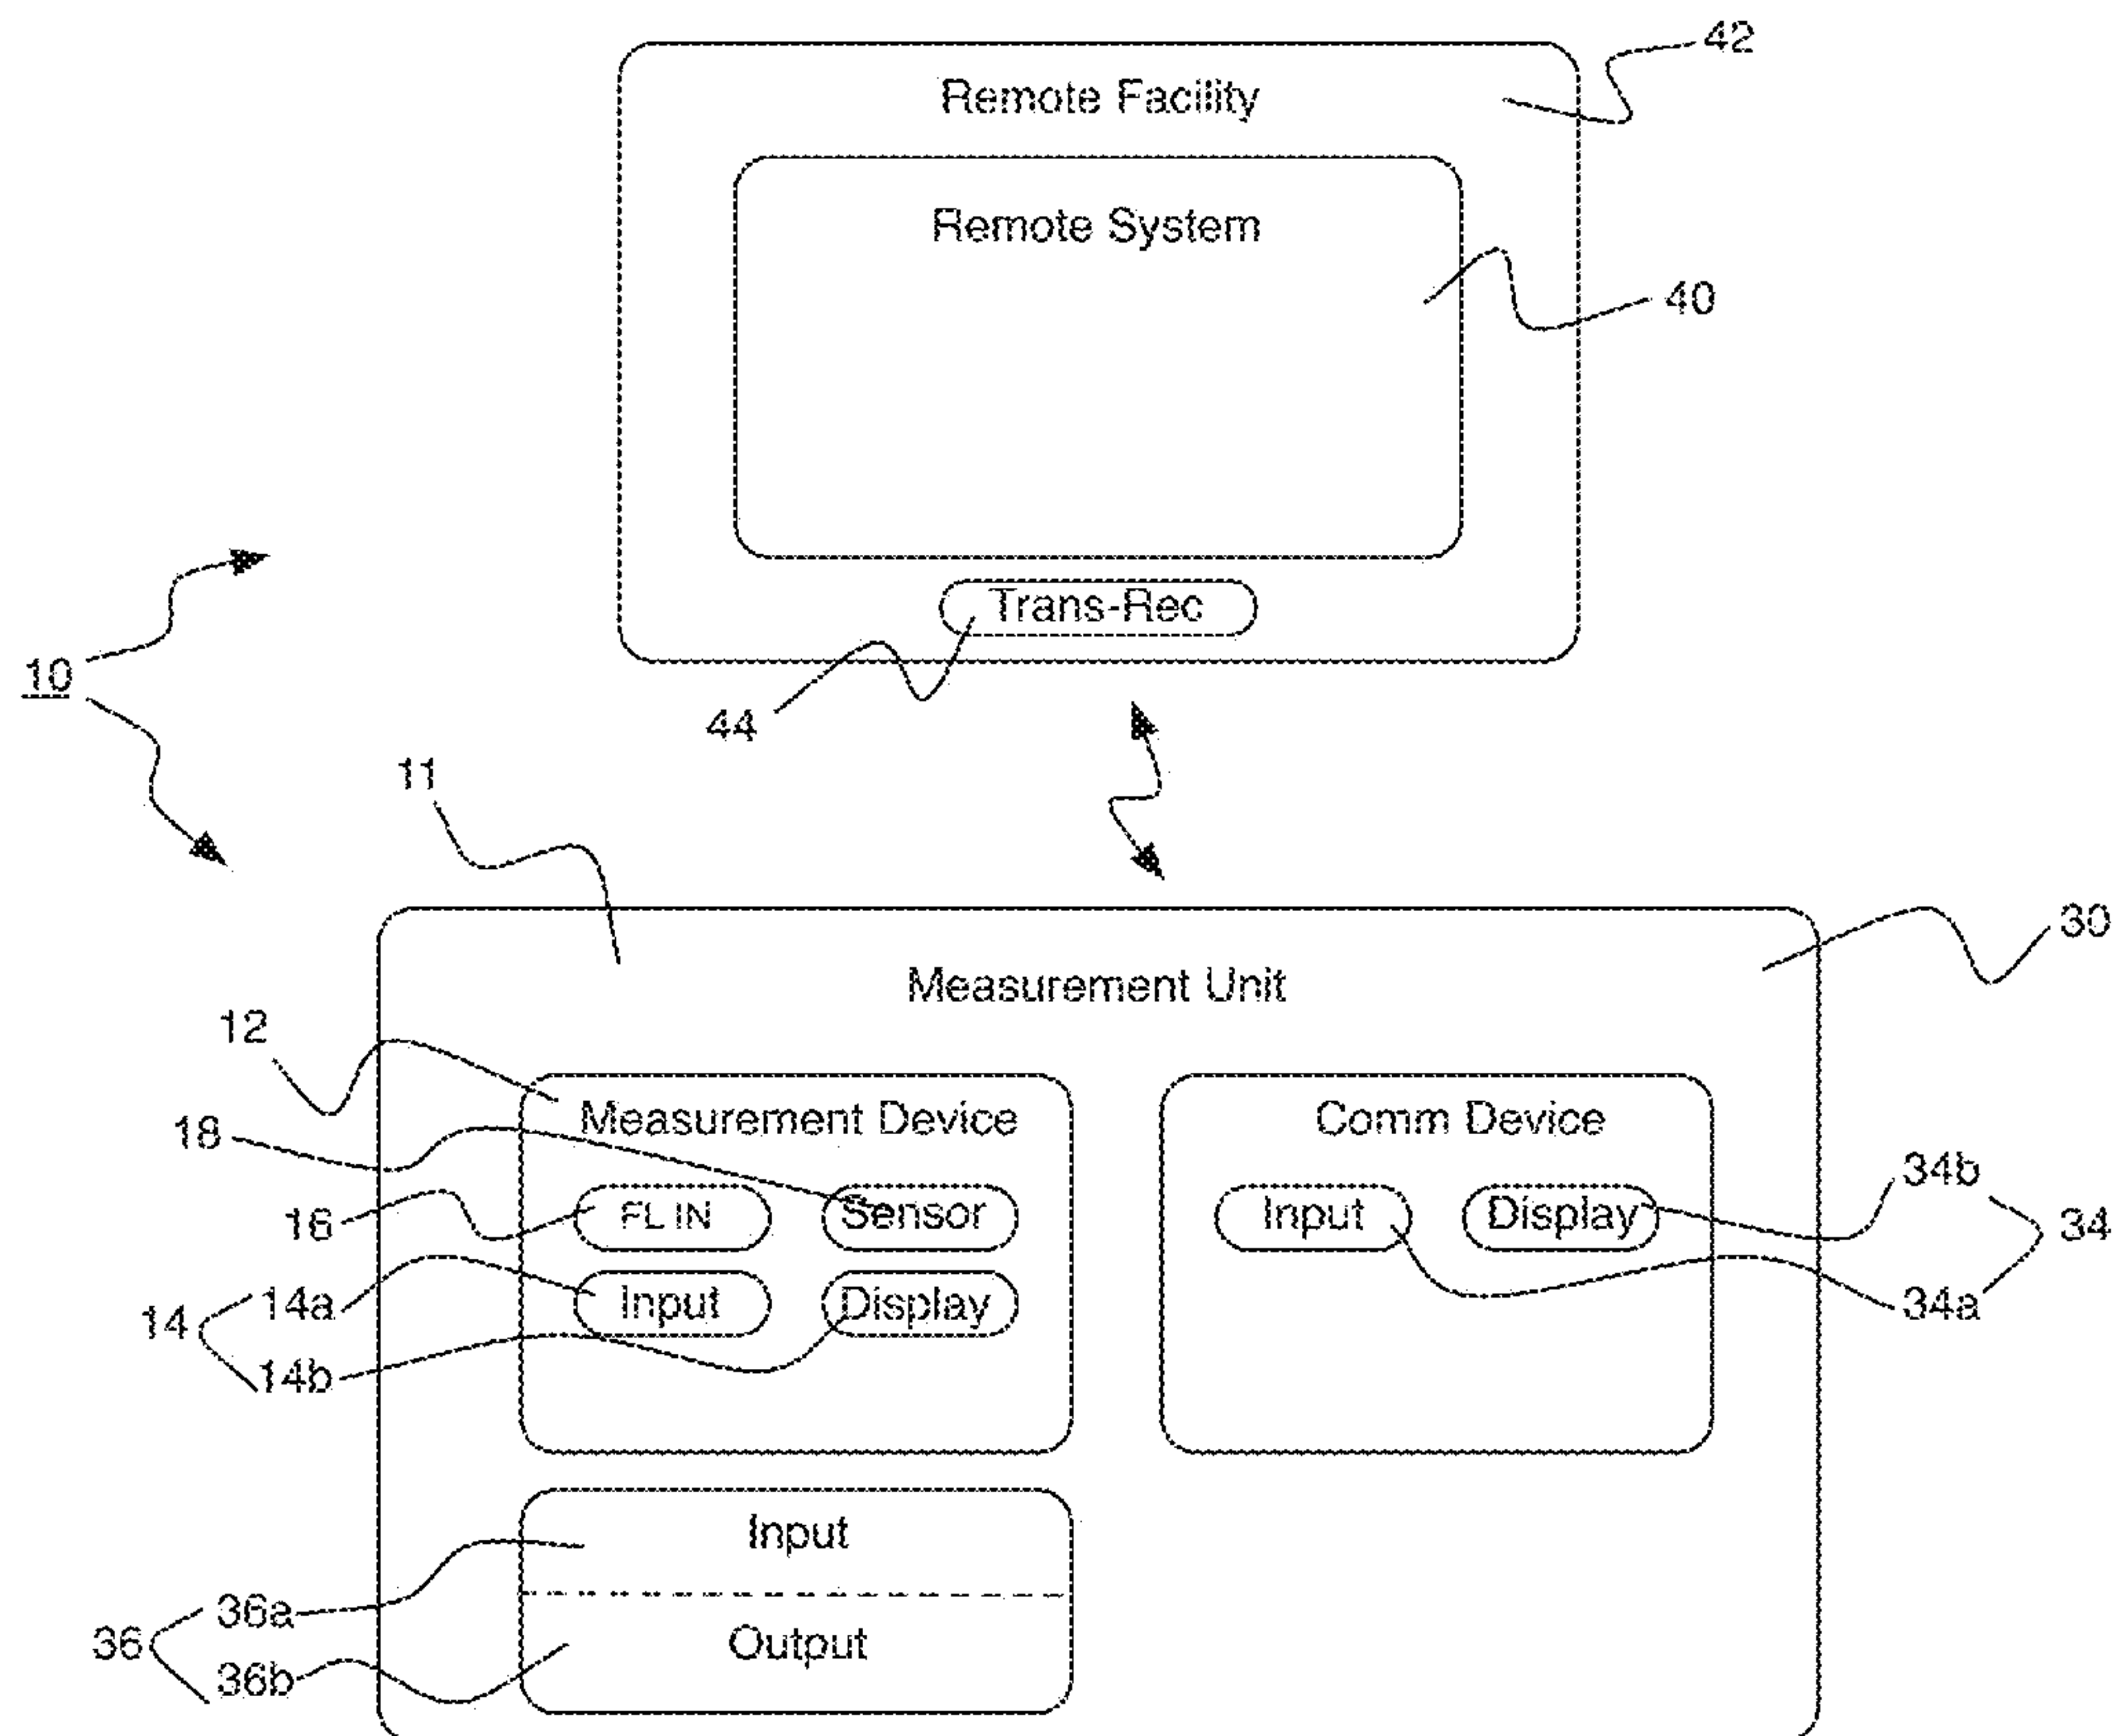 42
Remote Facility
Remote System
40
Trans-Rec
10
44
11
30
Measurement Unit
12
Measurement Device
Comm Device
18
34b
16
FL IN
Sensor
Input
Display
34
14
14a
Input
Display
34a
14b
Input
36a
36
Output
36b